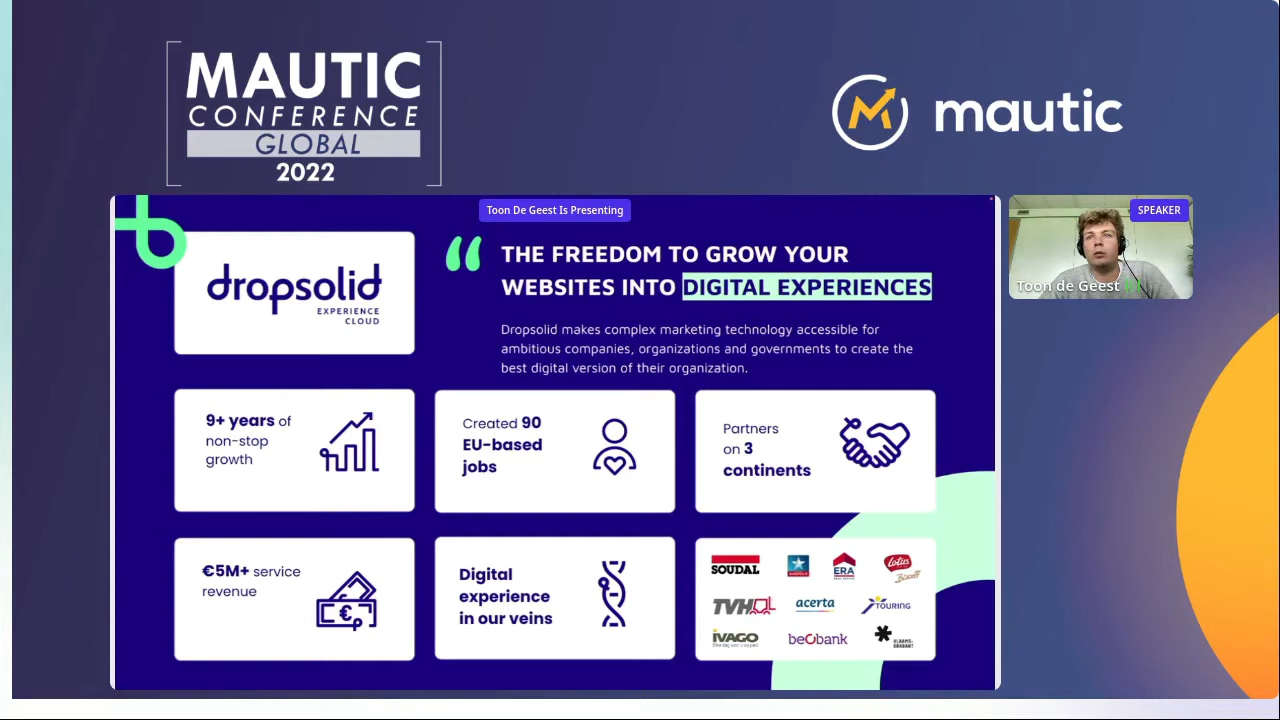 MAUTIC
CONFERENCE
GLOBAL
2022
mautic
Toon De Geest Is Presenting
SPEAKER
Toon de Geest
dropsolid
EXPERIENCE
CLOUD
“ THE FREEDOM TO GROW YOUR
WEBSITES INTO DIGITAL EXPERIENCES
Dropsolid makes complex marketing technology accessible for
ambitious companies, organizations and governments to create the
best digital version of their organization.
9+ years of
non-stop
growth
Created 90
EU-based
jobs
Partners
on 3
continents
€5M+ service
revenue
Digital
experience
in our veins
SOUDAL
ERA
Lotus
Biscoff
TVH
acerta
TOURING
iVAGO
beobank
VLAAMS-
BRABANT